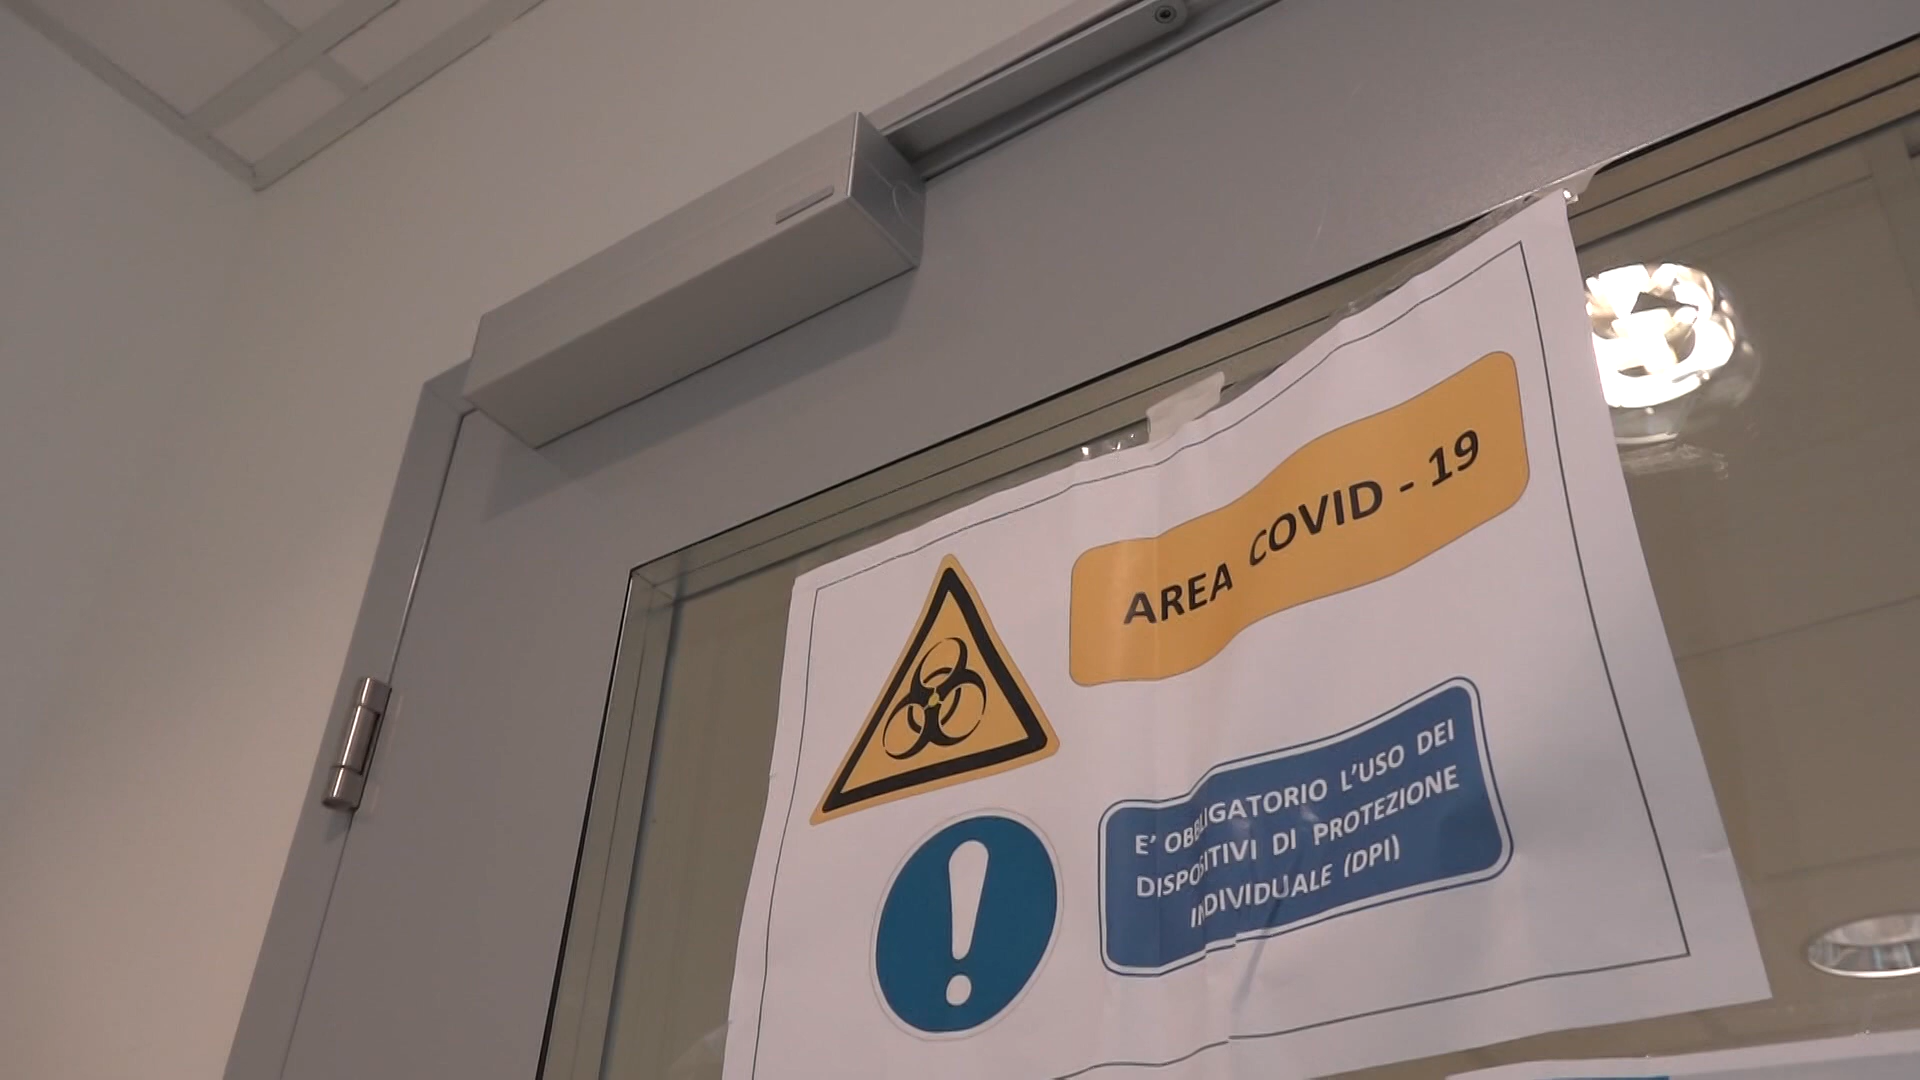 AREA COVID - 19
E' OBBLIGATORIO L'USO DEI
DISPOSITIVI DI PROTEZIONE
INDIVIDUALE (DPI)